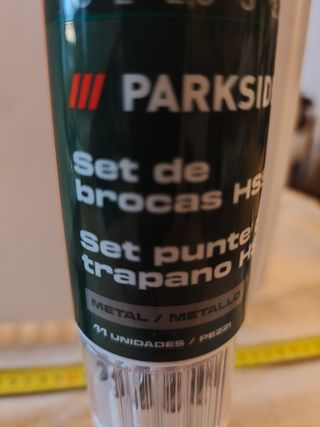 /// PARKSID
Set de
brocas HS
Set punte
trapano H
METAL / METALLO
11 UNIDADES / PEZZI